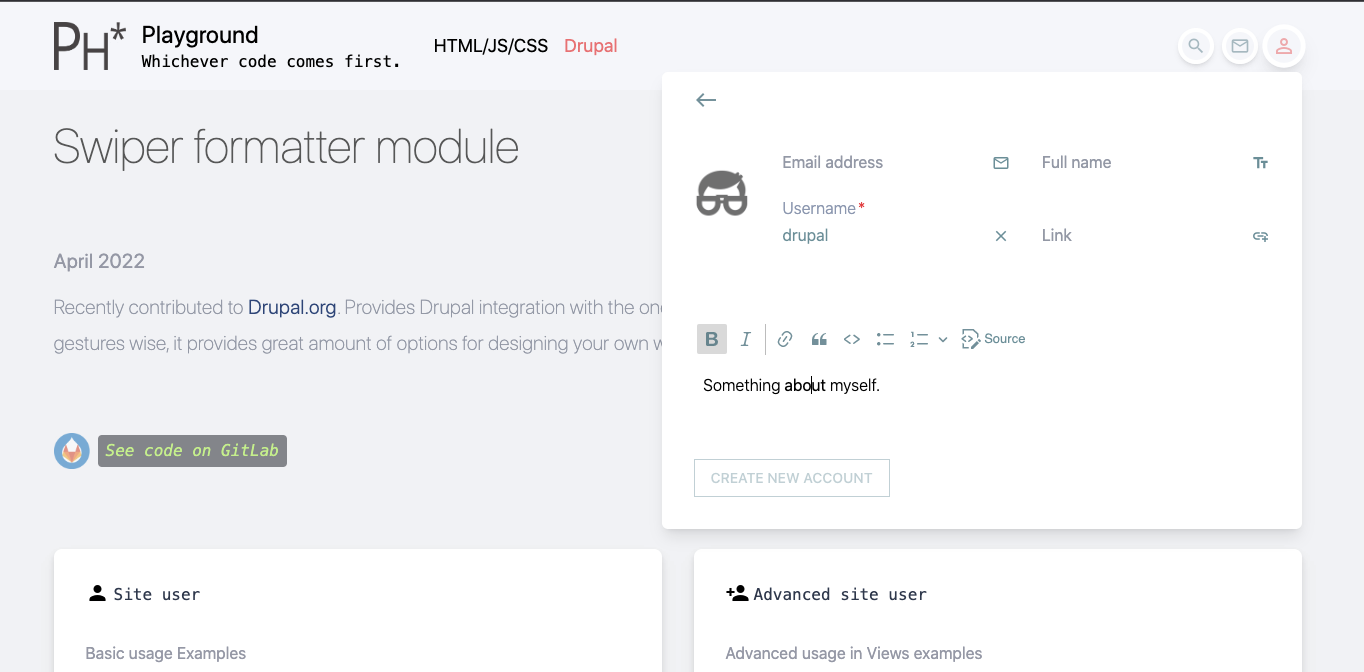 PH*
Playground
Whichever code comes first.
HTML/JS/CSS Drupal
Swiper formatter module
April 2022
Recently contributed to Drupal.org. Provides Drupal integration with the
gestures wise, it provides great amount of options for designing your own
See code on GitLab
Email address
Full name
Username*
drupal
Link
B I Source
Something about myself.
CREATE NEW ACCOUNT
Site user
Basic usage Examples
Advanced site user
Advanced usage in Views examples